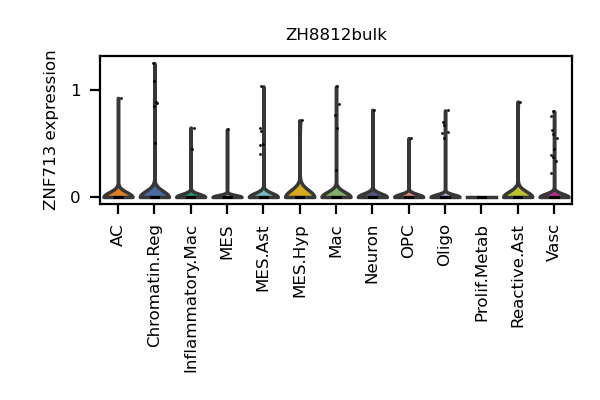 ZH8812bulk
ZNF713 expression
1
0
AC
Chromatin.Reg
Inflammatory.Mac
MES
MES.Ast
MES.Hyp
Mac
Neuron
OPC
Oligo
Prolif.Metab
Reactive.Ast
Vasc